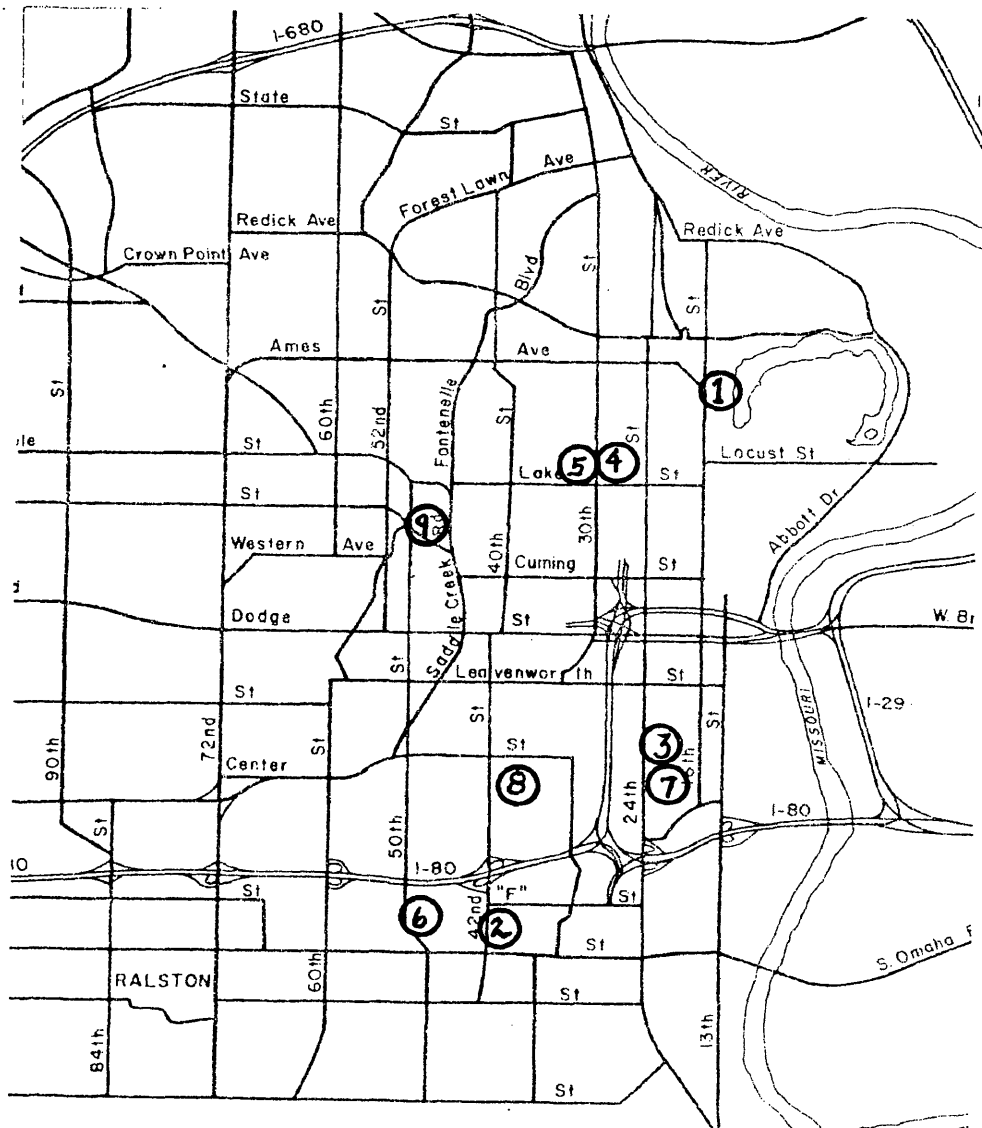 I-680
State
St
Ave
Forest Lawn
RIVER
Redick Ave
Redick Ave
Crown Point Ave
Blvd
St
St
St
Ames
Ave
St
60th
52nd
Fontenelle
St
St
1
St
Lake
5
4
St
Locust St
St
9
Rd
30th
Abbott Dr
Western Ave
40th
Cuming
St
Saddle Creek
Dodge
St
W. Br
St
Leavenworth
St
St
St
St
MISSOURI
I-29
72nd
90th
Center
St
3
8
7
24th
St
50th
I-80
I-80
St
"F"
St
6
42nd
2
St
60th
S. Omaha
RALSTON
St
84th
13th
St